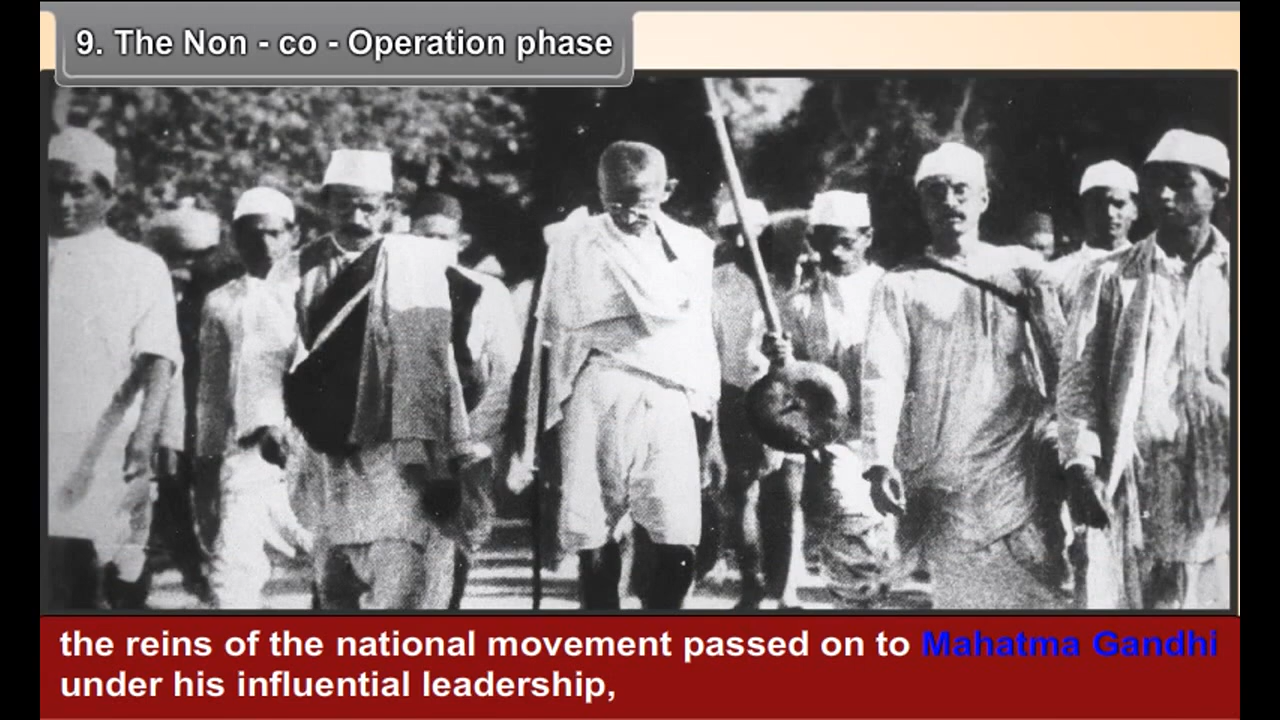 9. The Non - co - Operation phase
the reins of the national movement passed on to Mahatma Gandhi
under his influential leadership,